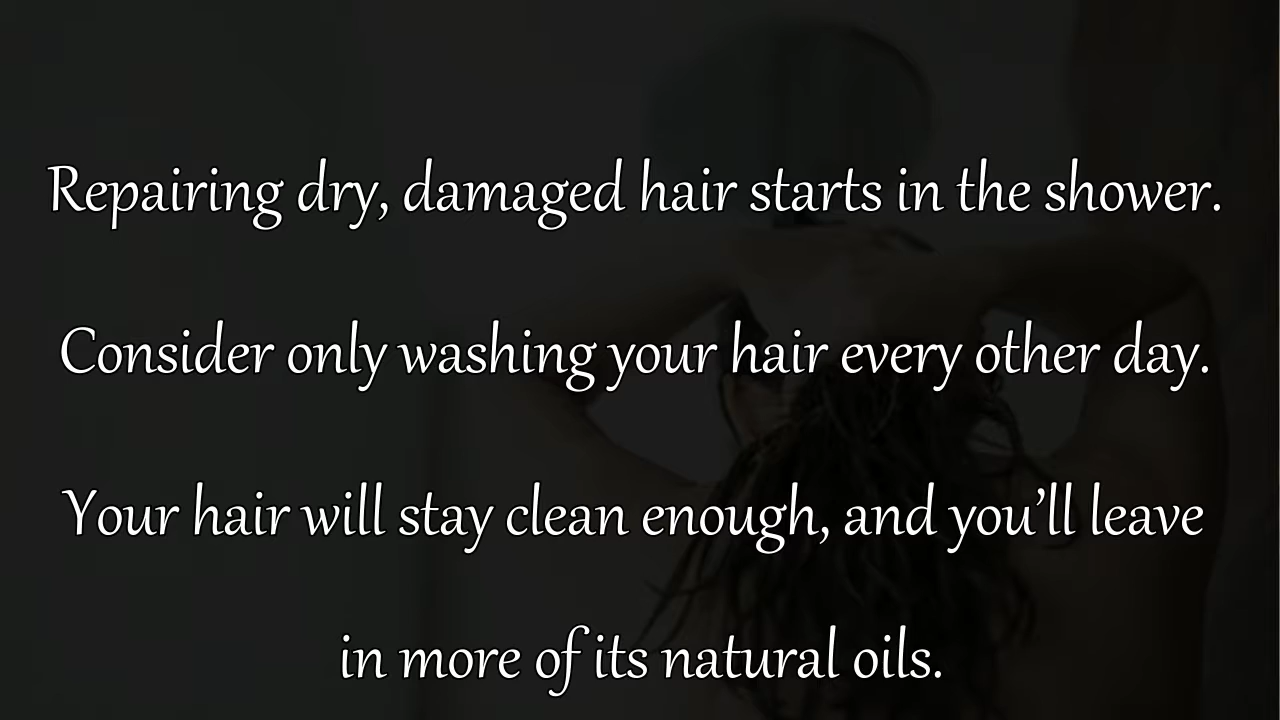 Repairing dry, damaged hair starts in the shower.
Consider only washing your hair every other day.
Your hair will stay clean enough, and you’ll leave
in more of its natural oils.